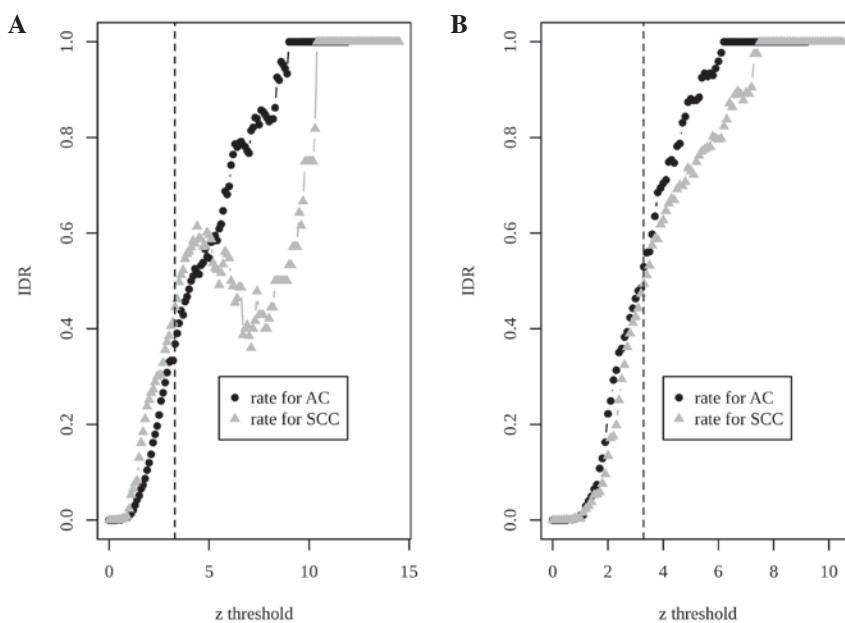 A
B
1.0
0.8
0.6
0.4
0.2
0.0
IDR
rate for AC
rate for SCC
0 5 10 15
z threshold
1.0
0.8
0.6
0.4
0.2
0.0
IDR
rate for AC
rate for SCC
0 2 4 6 8 10
z threshold